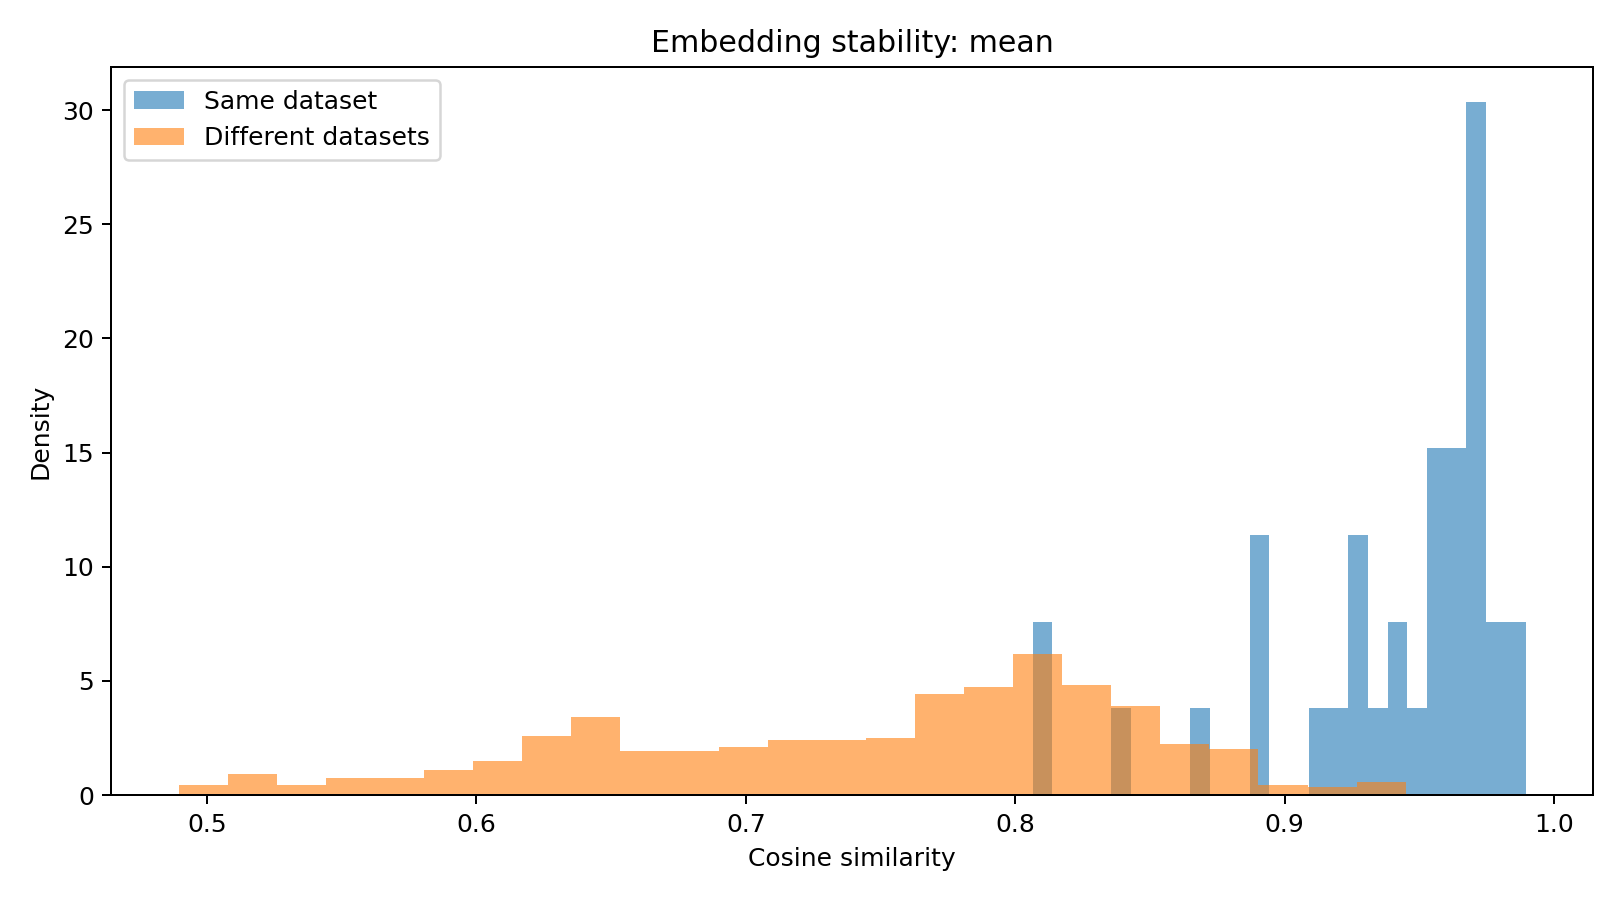 Embedding stability: mean
Same dataset
Different datasets
30
25
20
15
10
5
0
Density
0.5 0.6 0.7 0.8 0.9 1.0
Cosine similarity